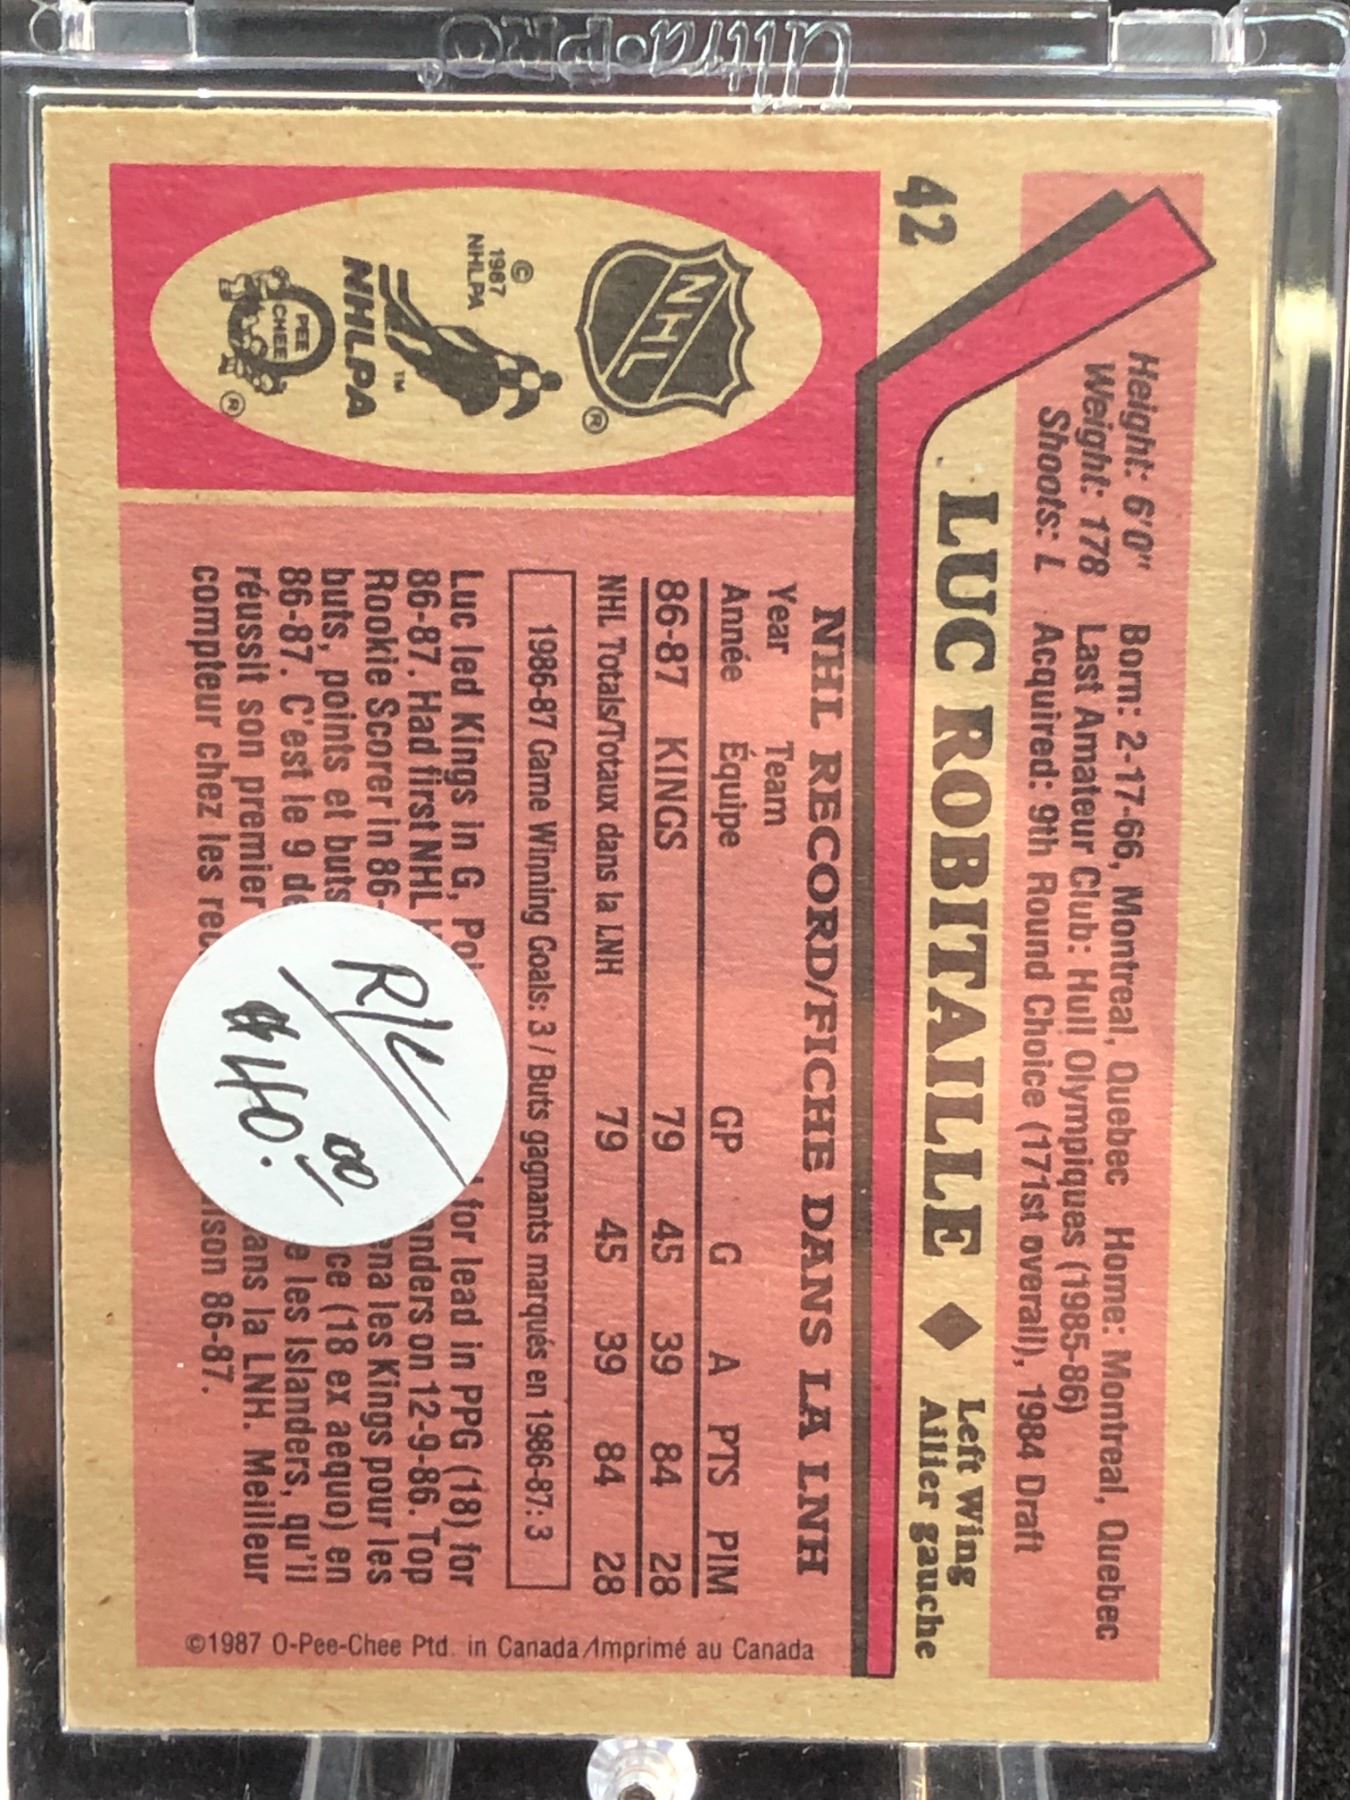 Ultra·PRO
42
Height: 6'0" Born: 2-17-66, Montreal, Quebec Home: Montreal, Quebec
Weight: 178 Last Amateur Club: Hull Olympiques (1985-86)
Shoots: L Acquired: 9th Round Choice (171st overall), 1984 Draft
LUC ROBITAILLE ◆ Left Wing
Ailier gauche
NHL
®
© 1987 NHLPA
NHLPA
TM
PEE CHEE
®
NHL RECORD/FICHE DANS LA LNH
Year Team
Année Équipe GP G A PTS PIM
86-87 KINGS 79 45 39 84 28
NHL Totals/Totaux dans la LNH 79 45 39 84 28
1986-87 Game Winning Goals: 3 / Buts gagnants marqués en 1986-87: 3
Luc led Kings in G, for lead in PPG (18) for
86-87. Had first NHL on 12-9-86. Top
Rookie Scorer in 86- les Kings pour les
buts, points et buts (18 ex aequo) en
86-87. C'est le 9 les Islanders, qu'il
réussit son premier la LNH. Meilleur
compteur chez les 86-87.
R/C
$40.00
©1987 O-Pee-Chee Ptd. in Canada/Imprimé au Canada